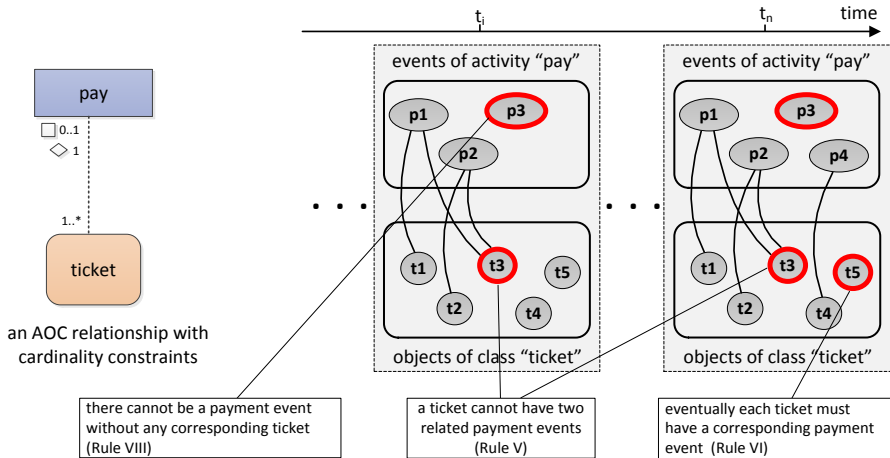 t_i
t_n
time
pay
0..1
1
1..*
ticket
an AOC relationship with
cardinality constraints
events of activity “pay”
p1
p3
p2
. . .
t1
t3
t5
t2
t4
objects of class “ticket”
events of activity “pay”
p1
p3
p2
p4
. . .
t1
t3
t5
t2
t4
objects of class “ticket”
there cannot be a payment event
without any corresponding ticket
(Rule VIII)
a ticket cannot have two
related payment events
(Rule V)
eventually each ticket must
have a corresponding payment
event (Rule VI)